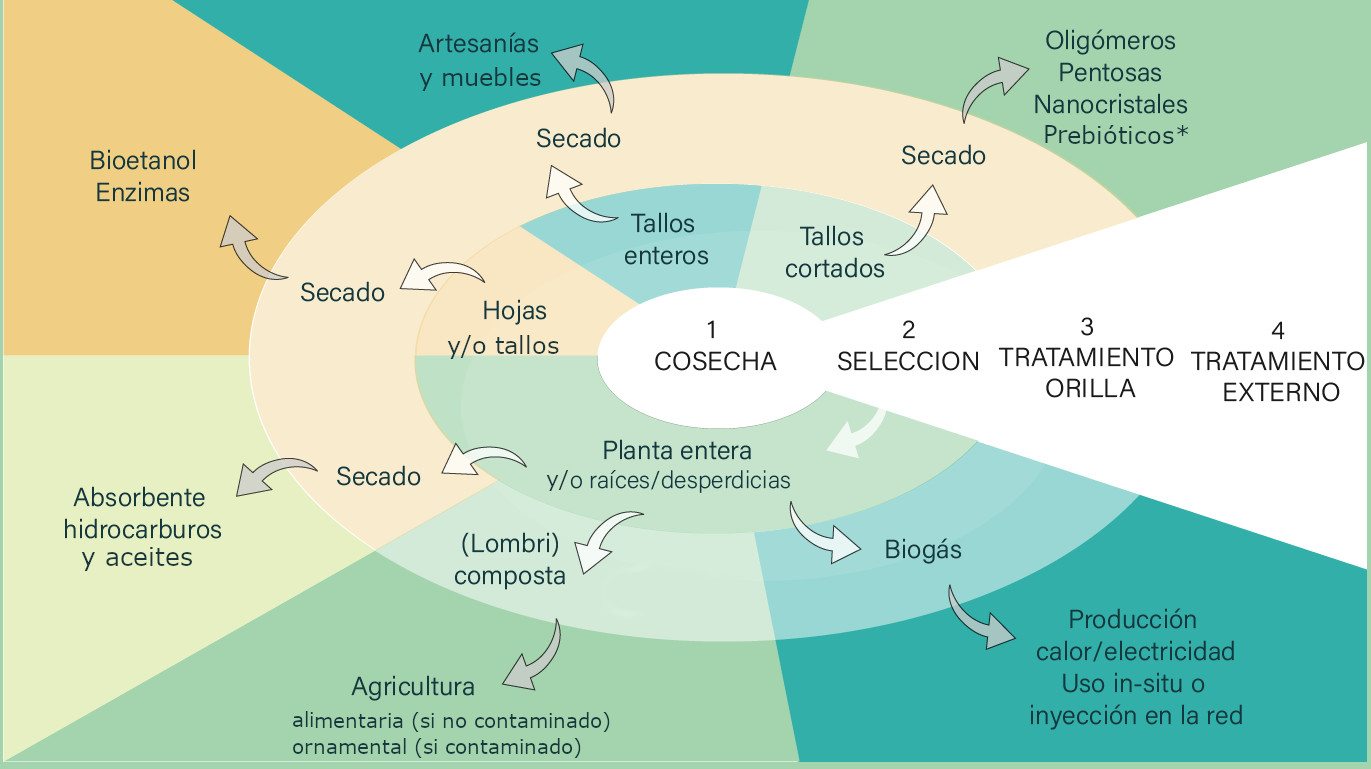 Artesanías
y muebles
Oligómeros
Pentosas
Nanocristales
Prebióticos*
Secado
Secado
Bioetanol
Enzimas
Tallos
enteros
Tallos
cortados
Secado
Hojas
y/o tallos
1
COSECHA
2
SELECCION
3
TRATAMIENTO
ORILLA
4
TRATAMIENTO
EXTERNO
Planta entera
y/o raíces/desperdicias
Secado
Absorbente
hidrocarburos
y aceites
(Lombri)
composta
Biogás
Agricultura
alimentaria (si no contaminado)
ornamental (si contaminado)
Producción
calor/electricidad
Uso in-situ o
inyección en la red